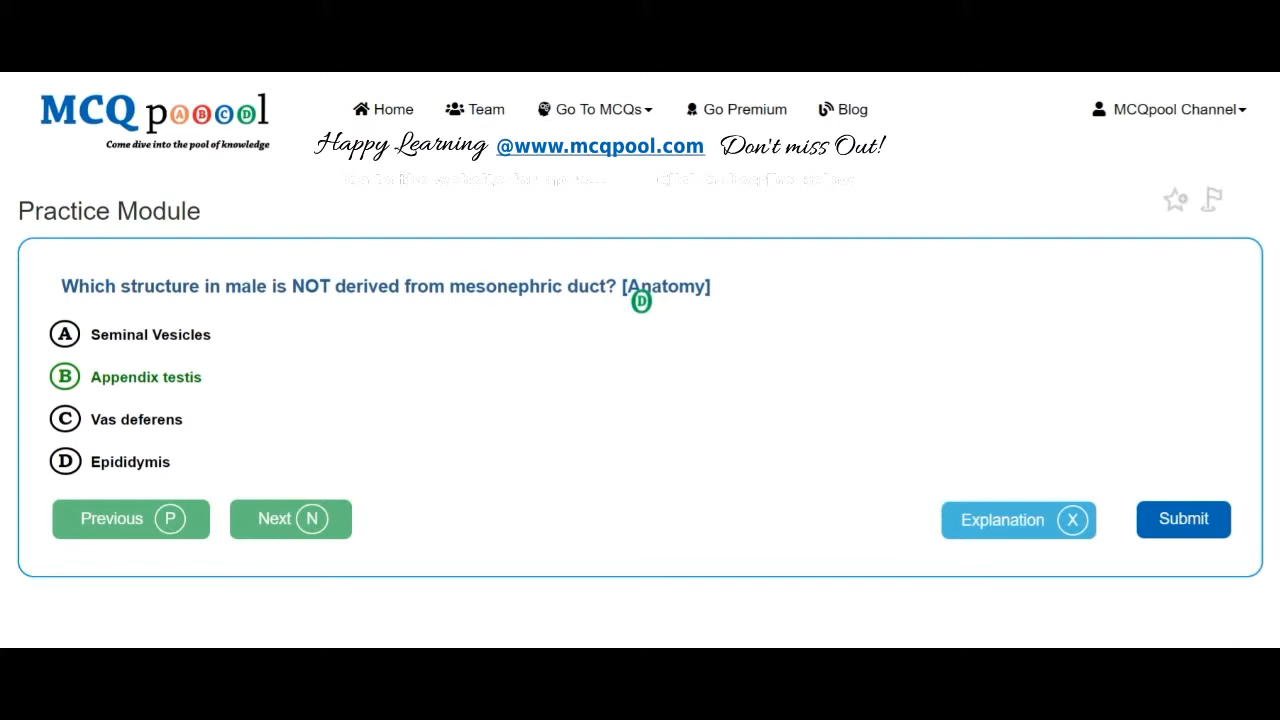 MCQ pABCDl
Come dive into the pool of knowledge
Home Team Go To MCQs Go Premium Blog MCQpool Channel
Happy Learning @www.mcqpool.com Don't miss Out!
Practice Module
Which structure in male is NOT derived from mesonephric duct? [Anatomy]
D
A Seminal Vesicles
B Appendix testis
C Vas deferens
D Epididymis
Previous P Next N Explanation X Submit